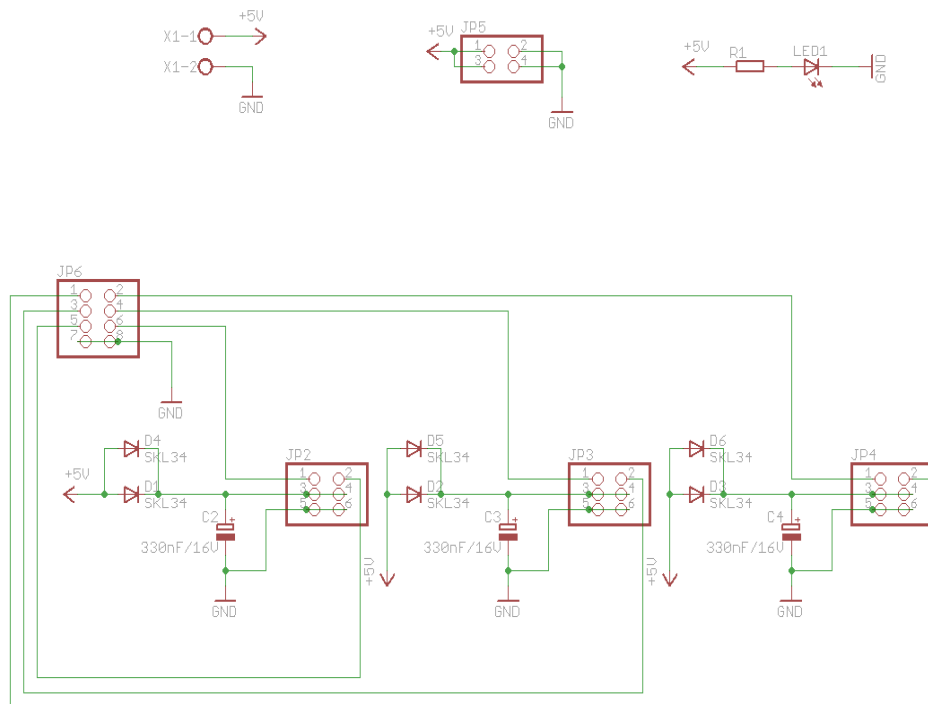 +5V
X1-1
X1-2
GND
JP5
+5V
1 2
3 4
GND
+5V
R1
LED1
GND
JP6
1 2
3 4
5 6
7 8
GND
D4
SKL34
+5V
D1
SKL34
C2
+
330nF/16V
GND
JP2
1 2
3 4
5 6
D5
SKL34
D2
SKL34
+5V
C3
+
330nF/16V
GND
JP3
1 2
3 4
5 6
D6
SKL34
D3
SKL34
+5V
C4
+
330nF/16V
GND
JP4
1 2
3 4
5 6